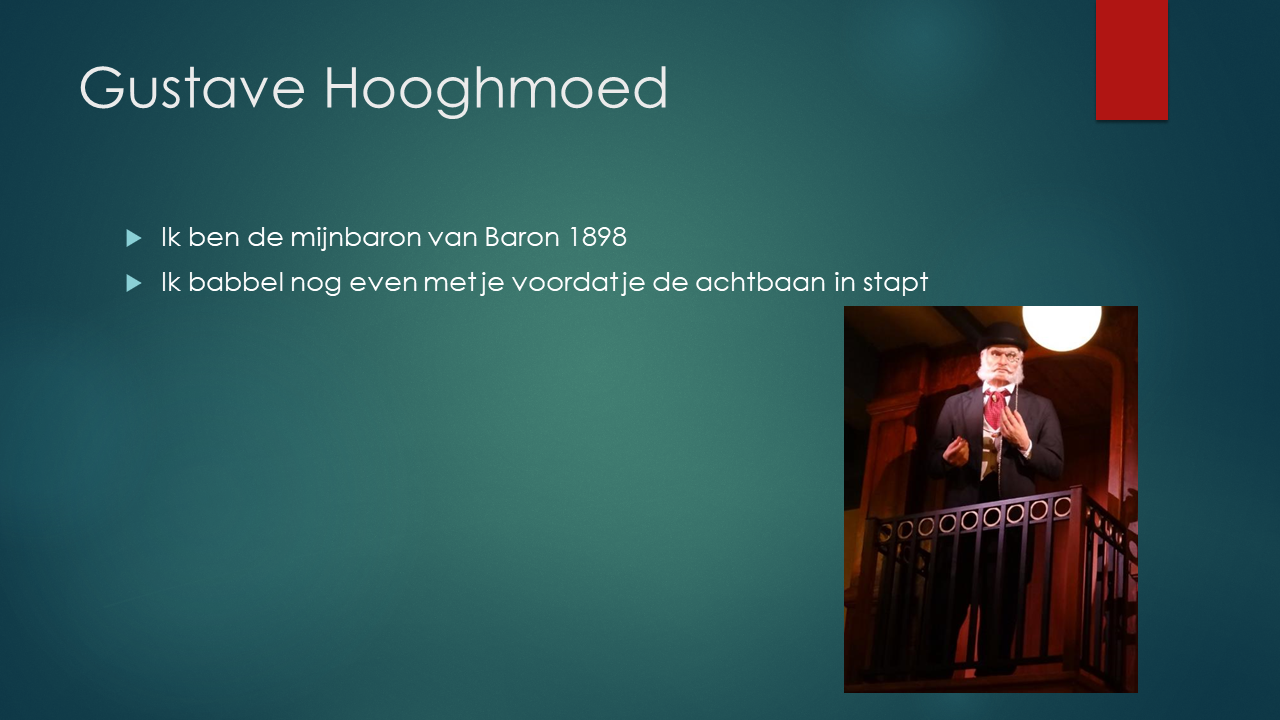 Gustave Hooghmoed
Ik ben de mijnbaron van Baron 1898
Ik babbel nog even met je voordat je de achtbaan in stapt